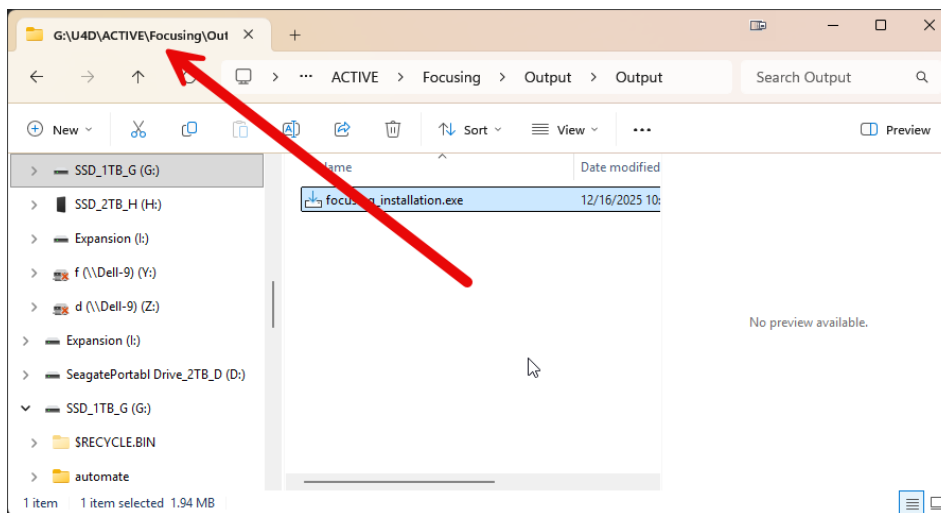 G:\U4D\ACTIVE\Focusing\Out
ACTIVE > Focusing > Output > Output
Search Output
New
Sort
View
Preview
SSD_1TB_G (G:)
SSD_2TB_H (H:)
Expansion (I:)
f (\\Dell-9) (Y:)
d (\\Dell-9) (Z:)
Expansion (I:)
SeagatePortabl Drive_2TB_D (D:)
SSD_1TB_G (G:)
$RECYCLE.BIN
automate
Date modified
12/16/2025 10:
No preview available.
1 item 1 item selected 1.94 MB